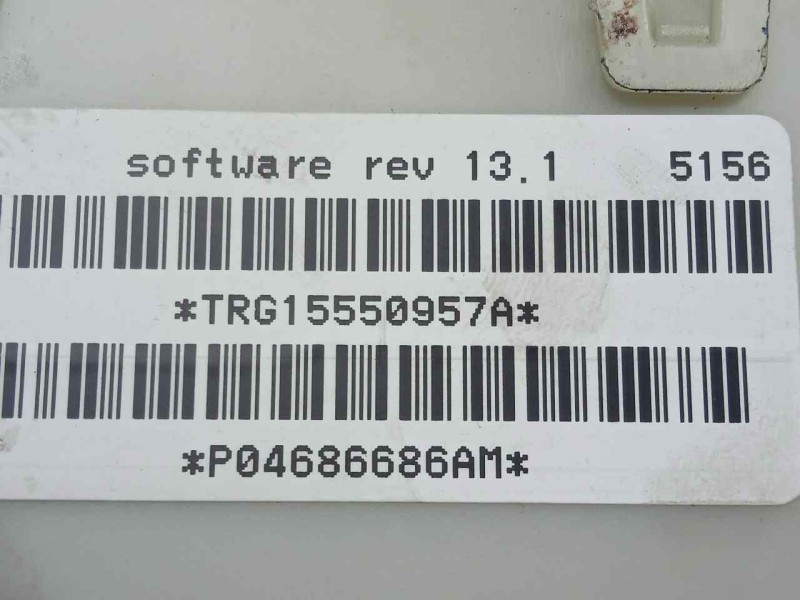 software rev 13.1 5156
*TRG15550957A*
*P04686686AM*